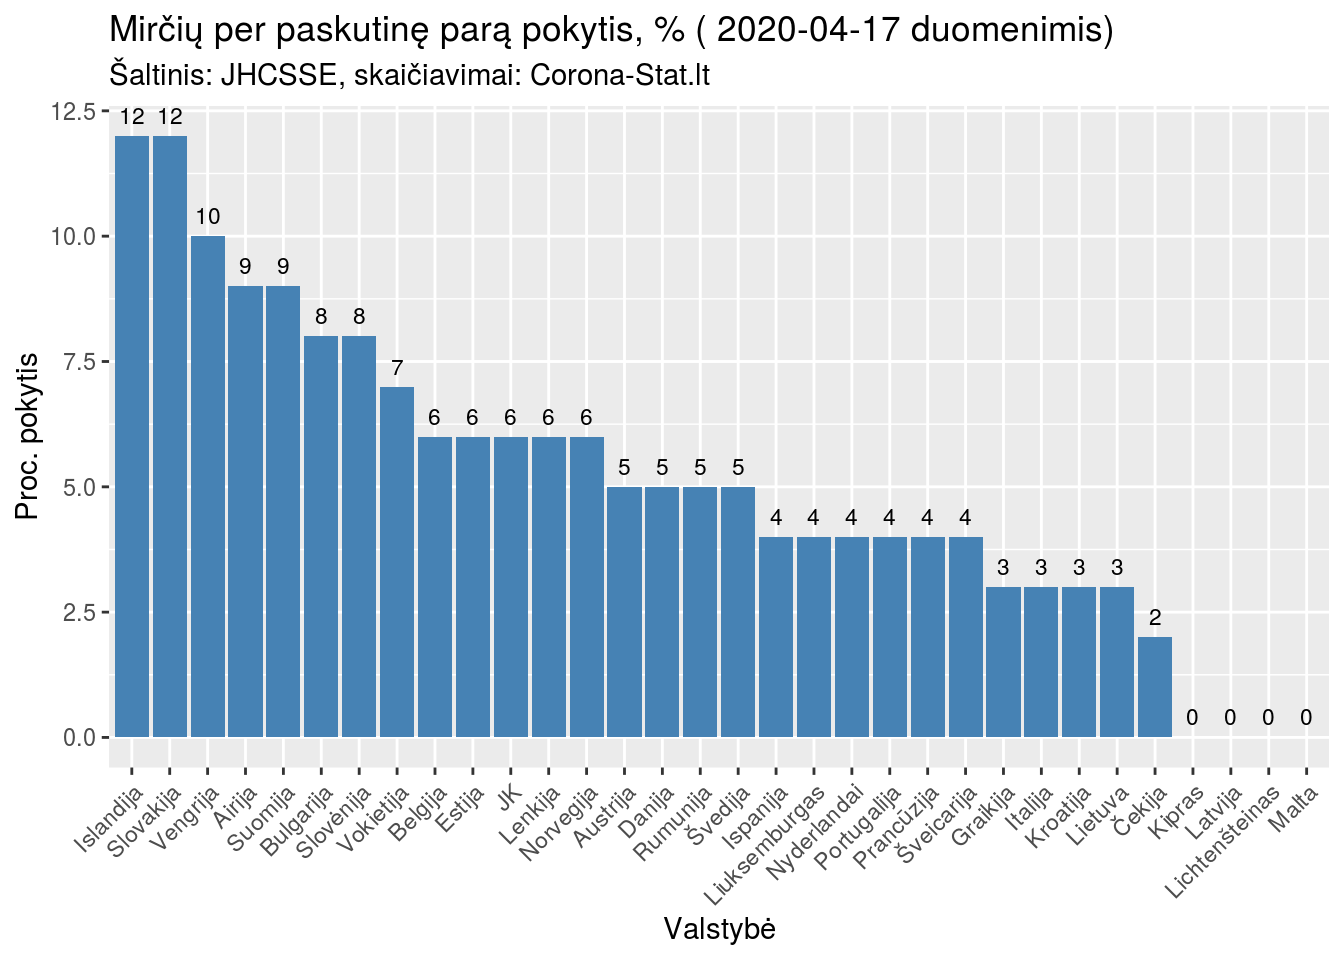 Mirčių per paskutinę parą pokytis, % ( 2020-04-17 duomenimis)
Šaltinis: JHCSSE, skaičiavimai: Corona-Stat.lt
Proc. pokytis
12.5
10.0
7.5
5.0
2.5
0.0
12 12 10 9 9 8 8 7 6 6 6 6 6 5 5 5 5 4 4 4 4 4 4 3 3 3 3 2 0 0 0 0
Islandija
Slovakija
Vengrija
Airija
Suomija
Bulgarija
Slovėnija
Vokietija
Belgija
Estija
JK
Lenkija
Norvegija
Austrija
Danija
Rumunija
Švedija
Ispanija
Liuksemburgas
Nyderlandai
Portugalija
Prancūzija
Šveicarija
Graikija
Italija
Kroatija
Lietuva
Čekija
Kipras
Latvija
Lichtenšteinas
Malta
Valstybė